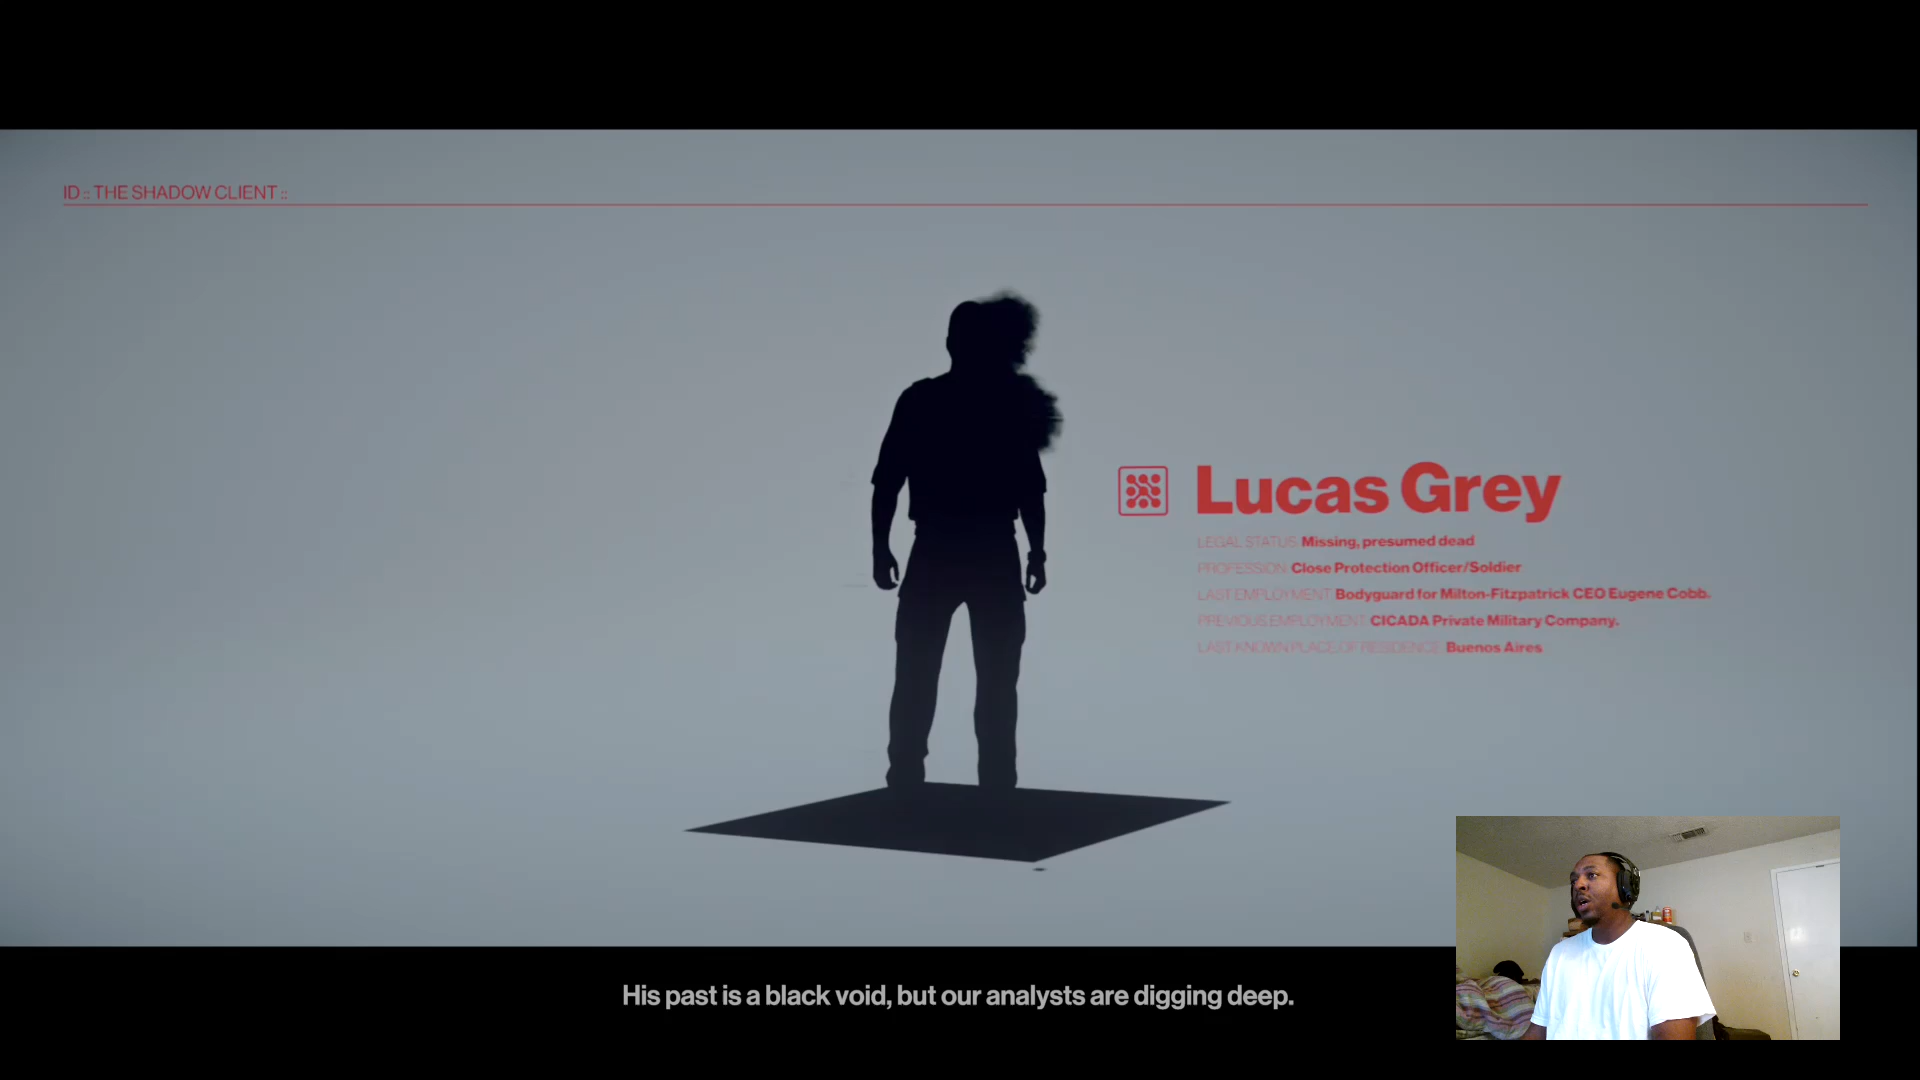 ID :: THE SHADOW CLIENT ::
Lucas Grey
LEGAL STATUS: Missing, presumed dead
PROFESSION: Close Protection Officer/Soldier
LAST EMPLOYMENT: Bodyguard for Milton-Fitzpatrick CEO Eugene Cobb.
PREVIOUS EMPLOYMENT: CICADA Private Military Company.
LAST KNOWN PLACE OF RESIDENCE: Buenos Aires
His past is a black void, but our analysts are digging deep.